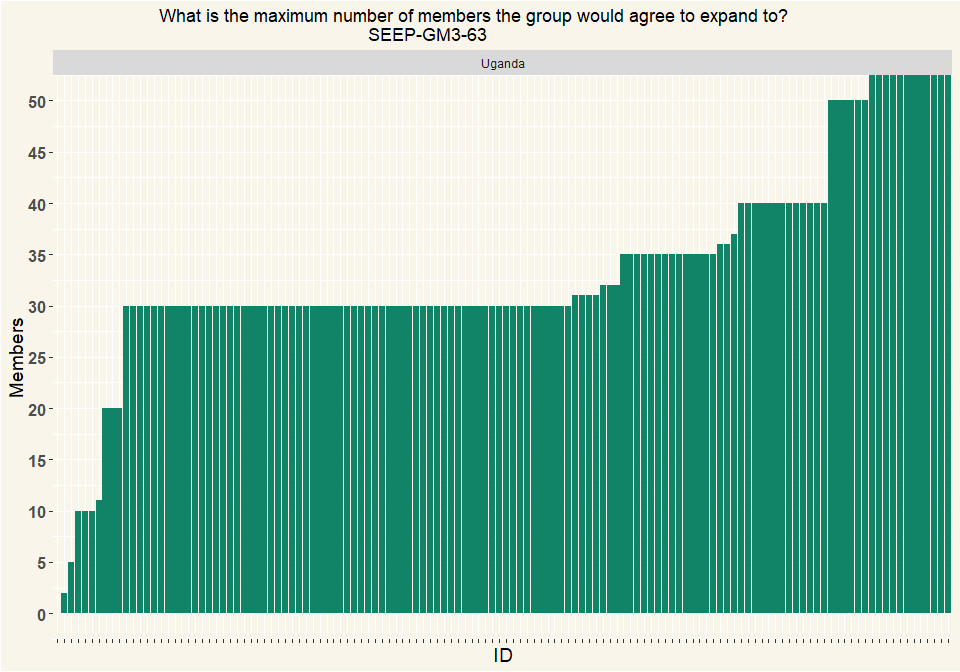 What is the maximum number of members the group would agree to expand to?
SEEP-GM3-63
Uganda
50
45
40
35
30
25
20
15
10
5
0
Members
ID